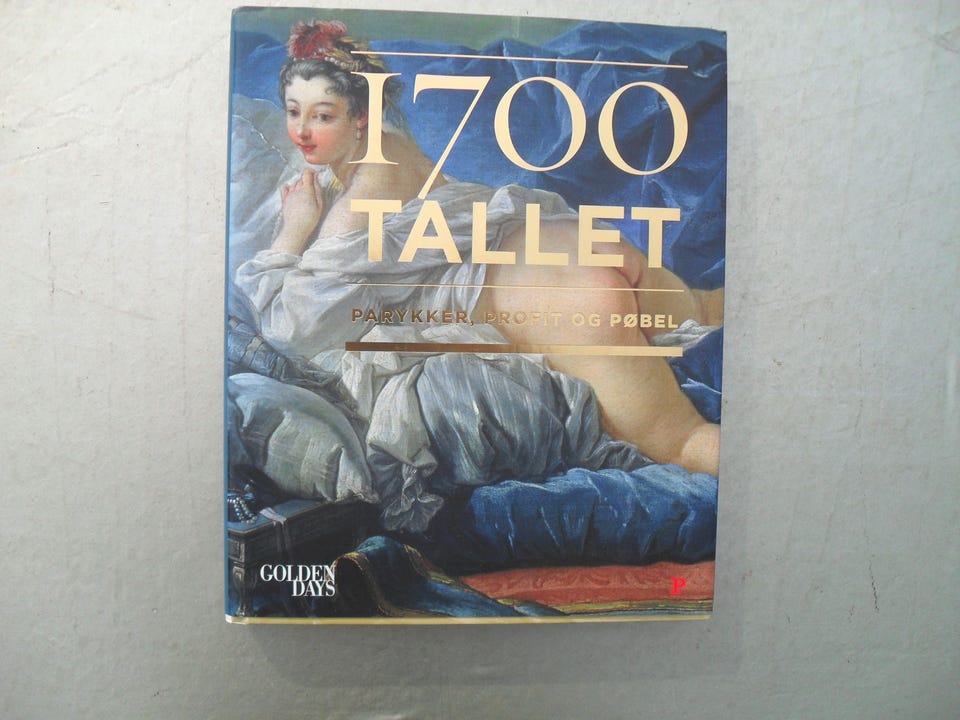 1700
TALLET
PARYKKER, PROFIT OG PØBEL
GOLDEN
DAYS
P